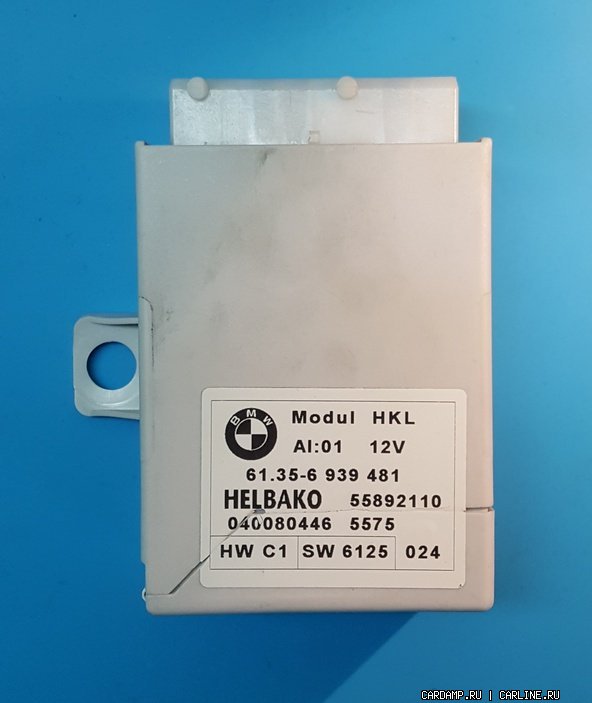 BMW
Modul HKL
AI:01 12V
61.35-6 939 481
HELBAKO 55892110
040080446 5575
HW C1 SW 6125 024
CARDAMP.RU | CARLINE.RU